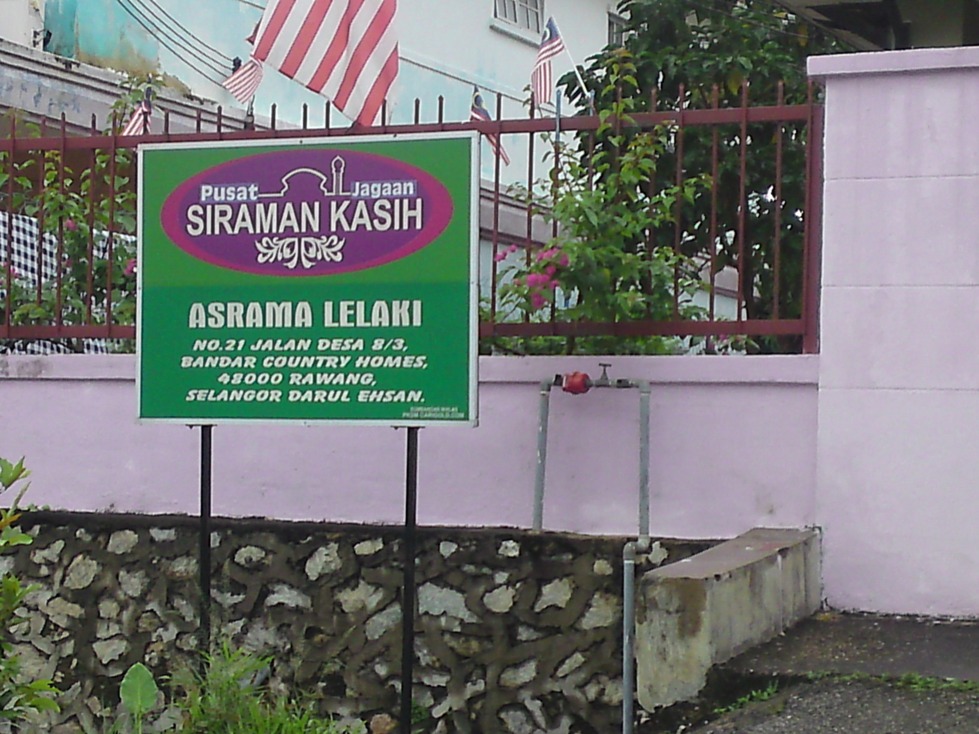 Pusat Jagaan
SIRAMAN KASIH
ASRAMA LELAKI
NO.21 JALAN DESA 8/3,
BANDAR COUNTRY HOMES,
48000 RAWANG,
SELANGOR DARUL EHSAN.